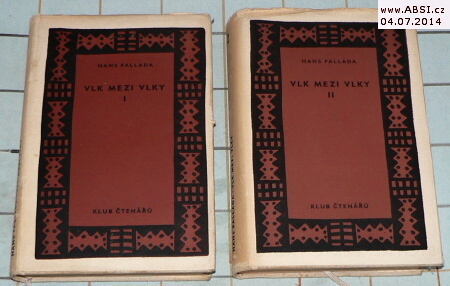 www.ABSI.cz
04.07.2014
HANS FALLADA
VLK MEZI VLKY
I
KLUB ČTENÁŘŮ
HANS FALLADA
VLK MEZI VLKY
II
KLUB ČTENÁŘŮ